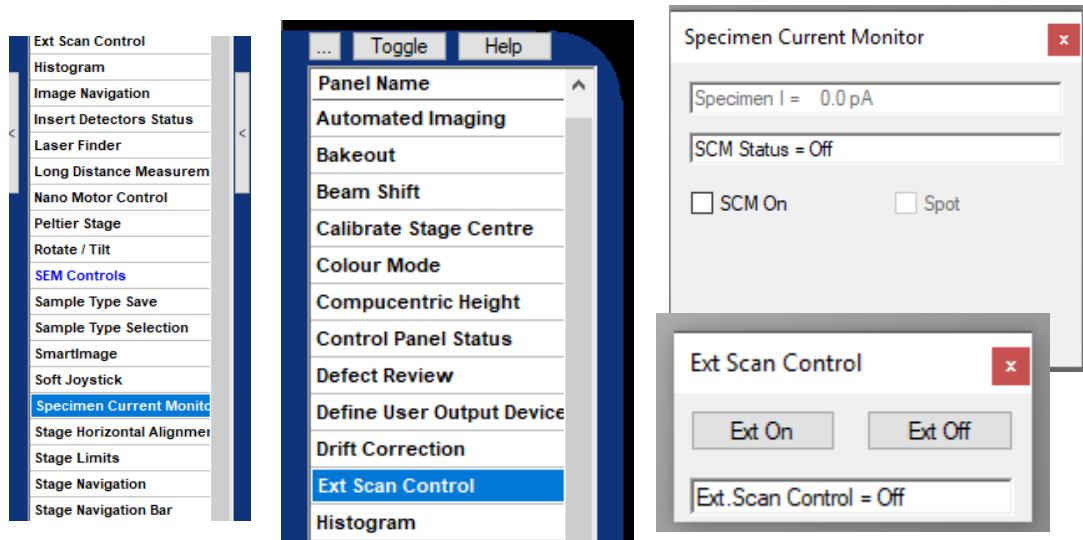 Ext Scan Control
Histogram
Image Navigation
Insert Detectors Status
Laser Finder
Long Distance Measurem
Nano Motor Control
Peltier Stage
Rotate / Tilt
SEM Controls
Sample Type Save
Sample Type Selection
SmartImage
Soft Joystick
Specimen Current Monito
Stage Horizontal Alignmer
Stage Limits
Stage Navigation
Stage Navigation Bar
<
<
... Toggle Help
Panel Name
Automated Imaging
Bakeout
Beam Shift
Calibrate Stage Centre
Colour Mode
Compucentric Height
Control Panel Status
Defect Review
Define User Output Device
Drift Correction
Ext Scan Control
Histogram
Specimen Current Monitor x
Specimen I = 0.0 pA
SCM Status = Off
SCM On Spot
Ext Scan Control x
Ext On Ext Off
Ext.Scan Control = Off